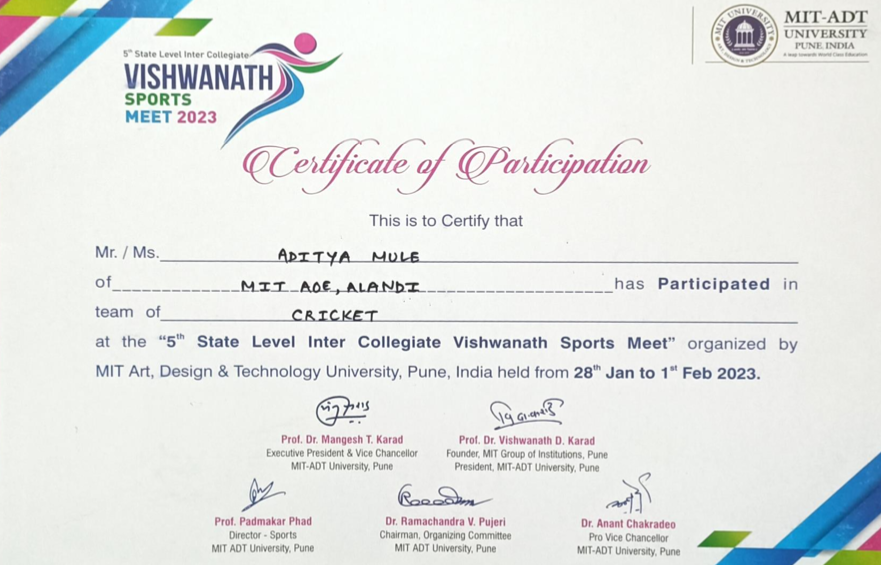 5th State Level Inter Collegiate
VISHWANATH
SPORTS
MEET 2023
MIT UNIVERSITY
MIT-ADT
UNIVERSITY
PUNE, INDIA
A leap towards World Class Education
Certificate of Participation
This is to Certify that
Mr. / Ms. ADITYA MULE
of MIT AOE, ALANDI has Participated in
team of CRICKET
at the "5th State Level Inter Collegiate Vishwanath Sports Meet" organized by
MIT Art, Design & Technology University, Pune, India held from 28th Jan to 1st Feb 2023.
Prof. Dr. Mangesh T. Karad
Executive President & Vice Chancellor
MIT-ADT University, Pune
Prof. Dr. Vishwanath D. Karad
Founder, MIT Group of Institutions, Pune
President, MIT-ADT University, Pune
Prof. Padmakar Phad
Director - Sports
MIT ADT University, Pune
Dr. Ramachandra V. Pujeri
Chairman, Organizing Committee
MIT ADT University, Pune
Dr. Anant Chakradeo
Pro Vice Chancellor
MIT-ADT University, Pune